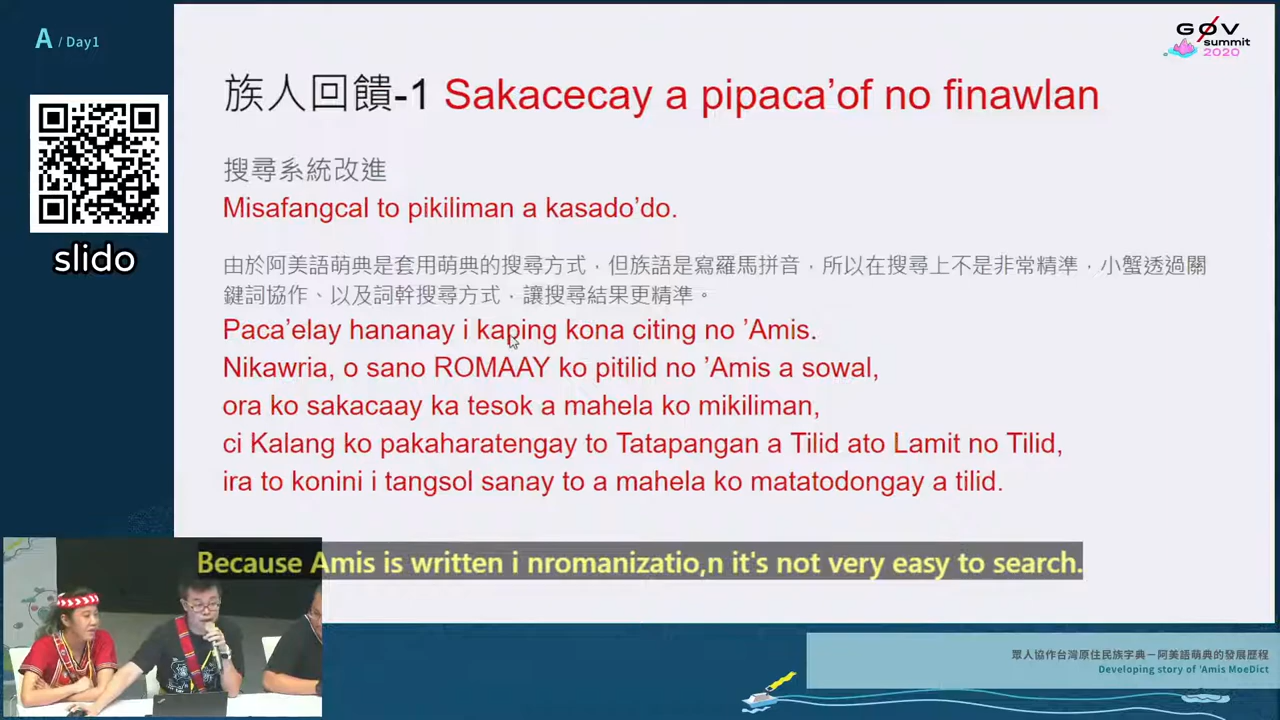 A / Day1
GØV
summit
2020
slido
族人回饋-1 Sakacecay a pipaca’of no finawlan
搜尋系統改進
Misafangcal to pikiliman a kasado’do.
由於阿美語萌典是套用萌典的搜尋方式，但族語是寫羅馬拼音，所以在搜尋上不是非常精準，小蟹透過關
鍵詞協作、以及詞幹搜尋方式，讓搜尋結果更精準。
Paca’elay hananay i kaping kona citing no ’Amis.
Nikawria, o sano ROMAAY ko pitilid no ’Amis a sowal,
ora ko sakacaay ka tesok a mahela ko mikiliman,
ci Kalang ko pakaharatengay to Tatapangan a Tilid ato Lamit no Tilid,
ira to konini i tangsol sanay to a mahela ko matatodongay a tilid.
Because Amis is written i nromanizatio,n it's not very easy to search.
眾人協作台灣原住民族字典－阿美語萌典的發展歷程
Developing story of 'Amis MoeDict